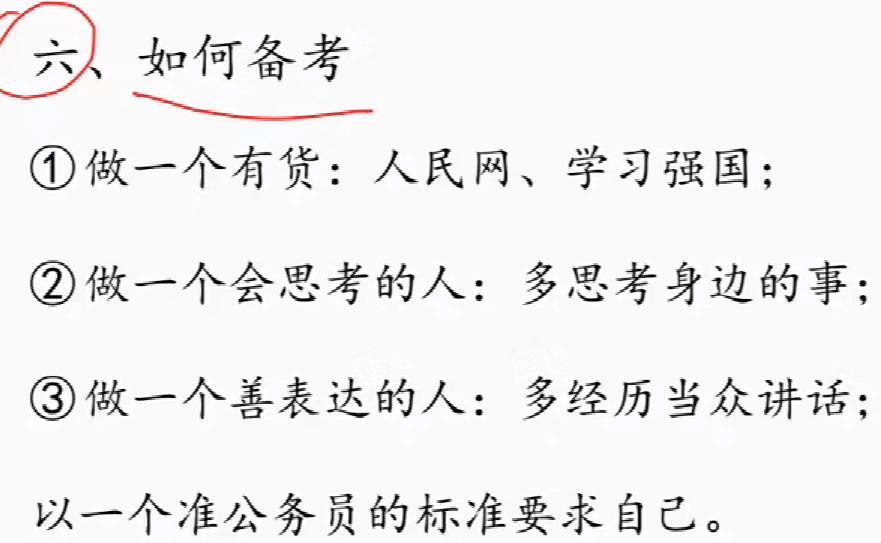 六、如何备考
①做一个有货：人民网、学习强国；
②做一个会思考的人：多思考身边的事；
③做一个善表达的人：多经历当众讲话；
以一个准公务员的标准要求自己。